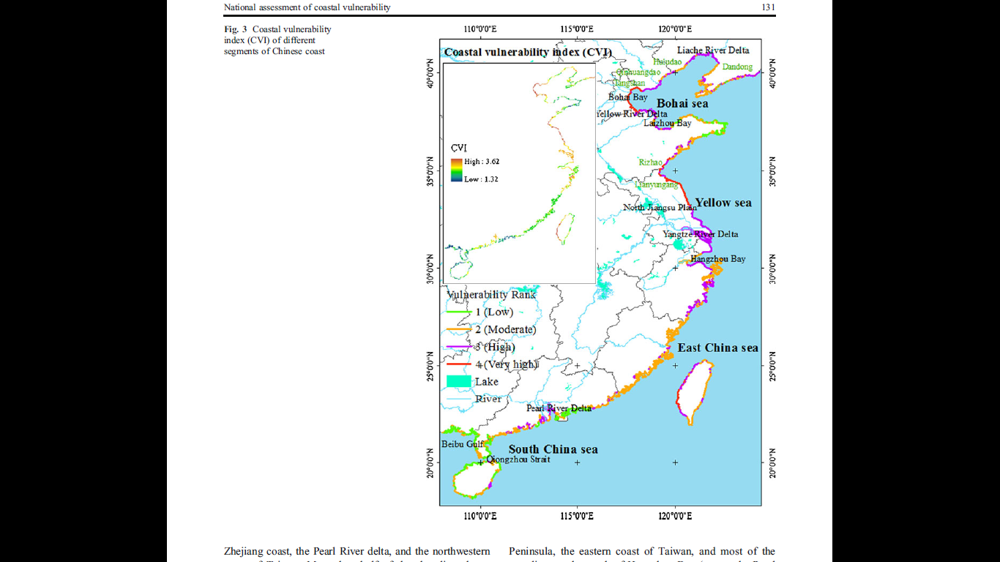 National assessment of coastal vulnerability
131
Fig. 3 Coastal vulnerability
index (CVI) of different
segments of Chinese coast
110°0'0"E
115°0'0"E
120°0'0"E
Coastal vulnerability index (CVI)
Liache River Delta
Huludao
Dandong
Qinhuangdao
Tangshan
Bohai Bay
Bohai sea
Yellow River Delta
Laizhou Bay
CVI
High : 3.62
Low : 1.32
Rizhao
Lianyungang
Yellow sea
North Jiangsu Plain
Yangtze River Delta
Hangzhou Bay
Vulnerability Rank
1 (Low)
2 (Moderate)
3 (High)
4 (Very high)
Lake
River
East China sea
Pearl River Delta
Beibu Gulf
South China sea
Qiongzhou Strait
40°0'0"N
35°0'0"N
30°0'0"N
25°0'0"N
20°0'0"N
40°0'0"N
35°0'0"N
30°0'0"N
25°0'0"N
20°0'0"N
110°0'0"E
115°0'0"E
120°0'0"E
Zhejiang coast, the Pearl River delta, and the northwestern
Peninsula, the eastern coast of Taiwan, and most of the